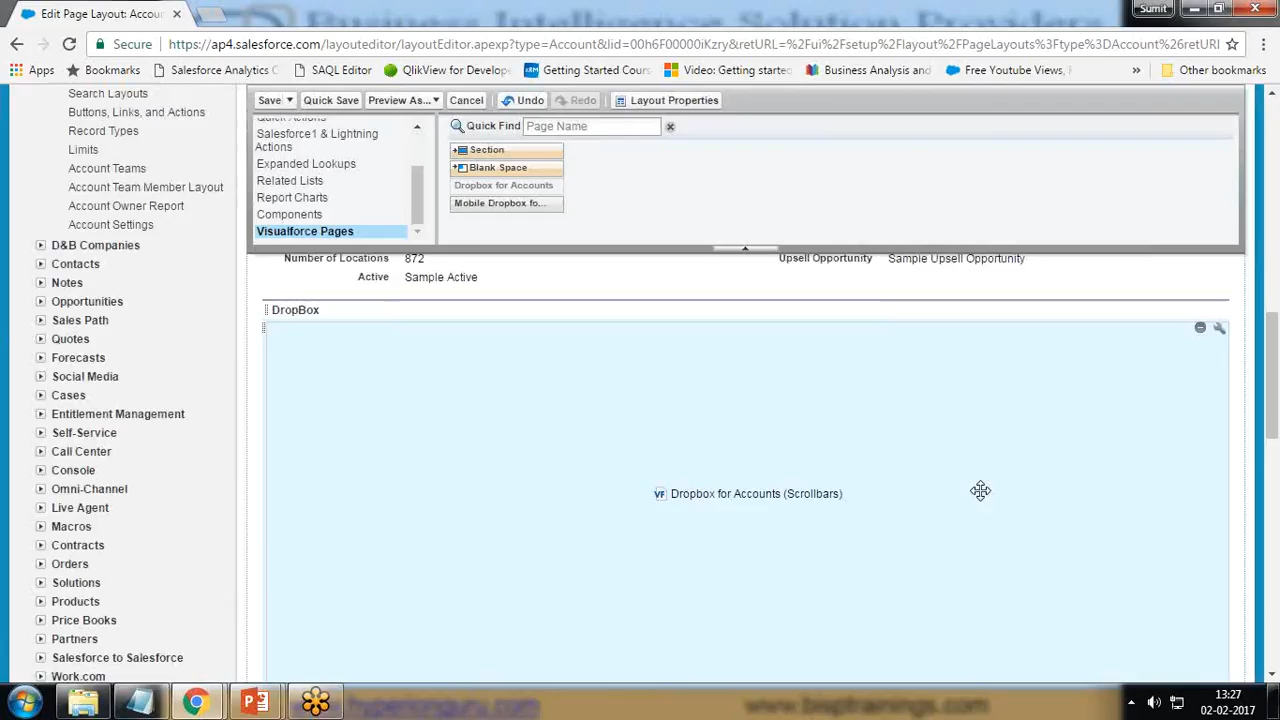 Edit Page Layout: Accou
Sumit
Secure
https://ap4.salesforce.com/layouteditor/layoutEditor.apexp?type=Account&lid=00h6F00000iKzry&retURL=%2Fui%2Fsetup%2Flayout%2FPageLayouts%3Ftype%3DAccount%26retURL
Apps
Bookmarks
Salesforce Analytics
SAQL Editor
QlikView for Develop
Getting Started Cours
Video: Getting starte
Business Analysis and
Free Youtube Views,
»
Other bookmarks
Search Layouts
Buttons, Links, and Actions
Record Types
Limits
Account Teams
Account Team Member Layout
Account Owner Report
Account Settings
D&B Companies
Contacts
Notes
Opportunities
Sales Path
Quotes
Forecasts
Social Media
Cases
Entitlement Management
Self-Service
Call Center
Console
Omni-Channel
Live Agent
Macros
Contracts
Orders
Solutions
Products
Price Books
Partners
Salesforce to Salesforce
Work.com
Save
Quick Save
Preview As...
Cancel
Undo
Redo
Layout Properties
Quick Actions
Salesforce1 & Lightning
Actions
Expanded Lookups
Related Lists
Report Charts
Components
Visualforce Pages
Quick Find
Page Name
Section
Blank Space
Dropbox for Accounts
Mobile Dropbox fo...
Number of Locations 872
Upsell Opportunity Sample Upsell Opportunity
Active Sample Active
DropBox
VF Dropbox for Accounts (Scrollbars)
13:27
02-02-2017